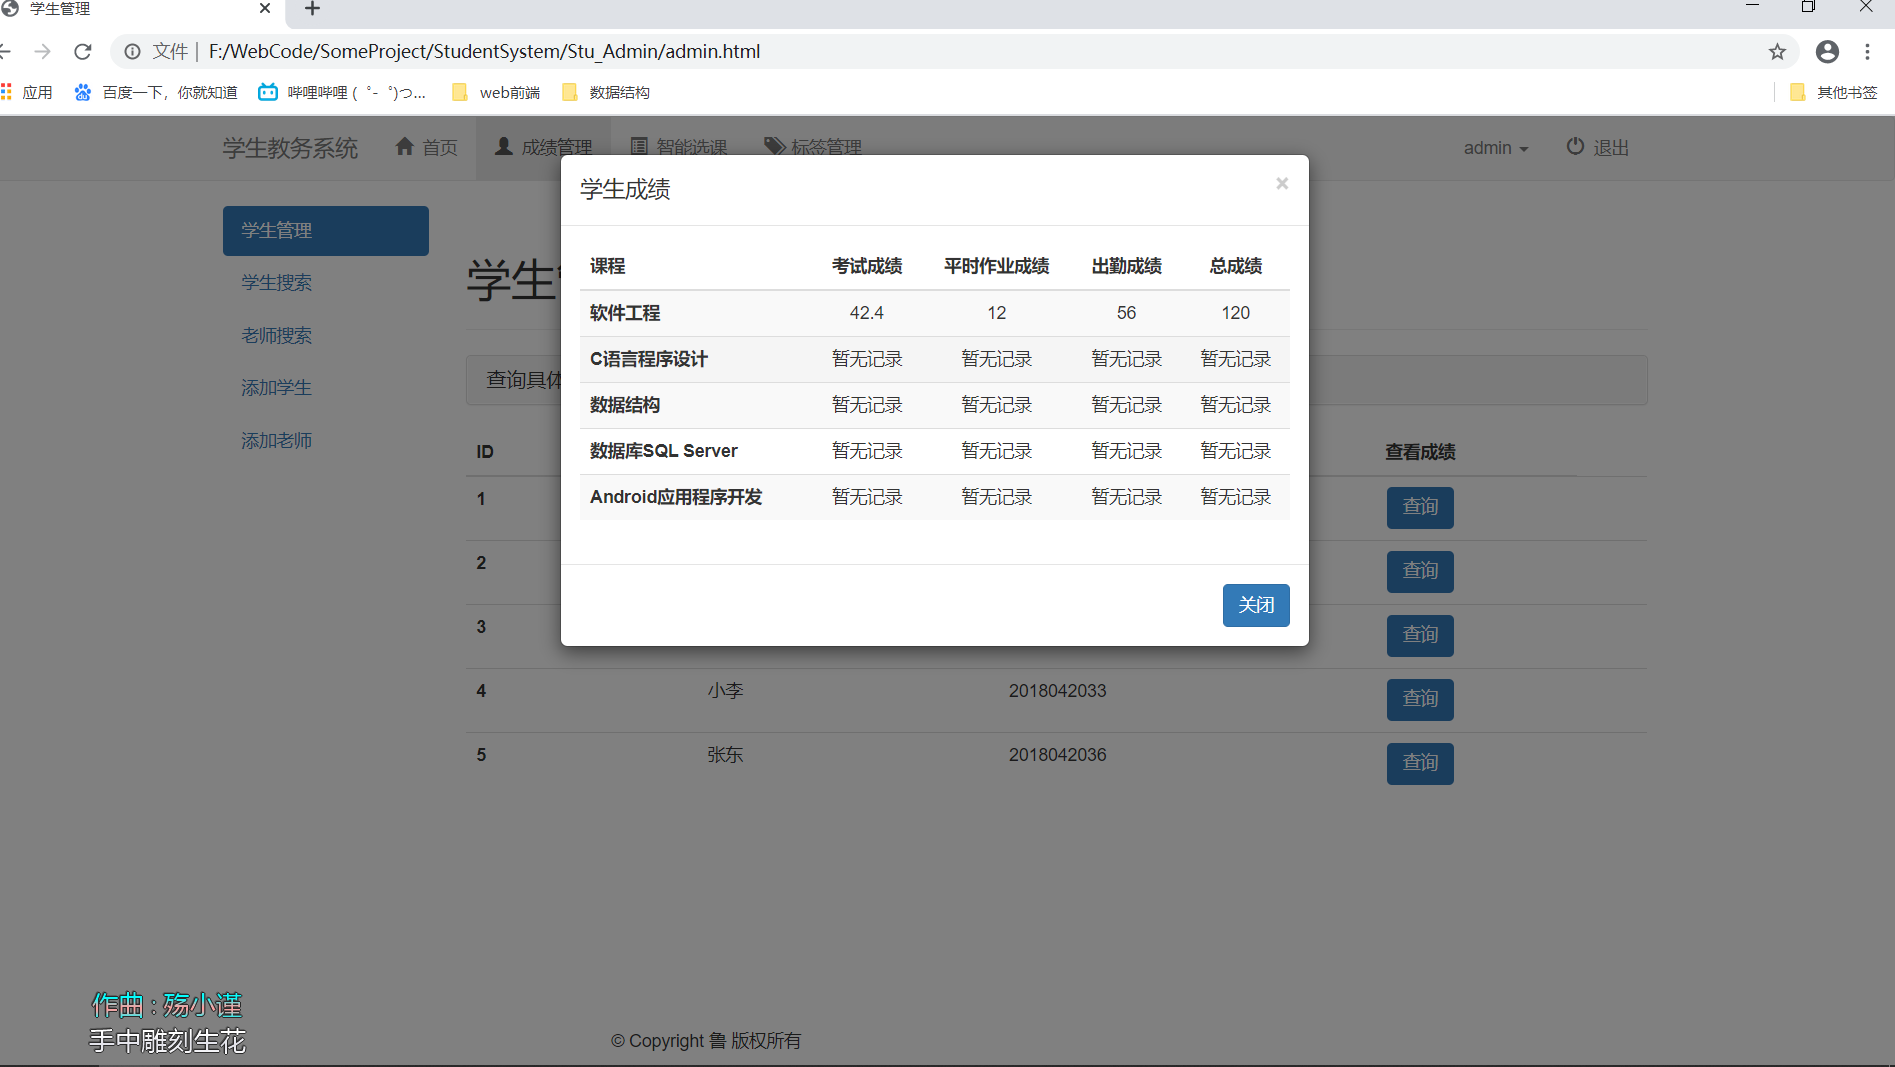 学生管理
文件 | F:/WebCode/SomeProject/StudentSystem/Stu_Admin/admin.html
应用 百度一下，你就知道 哔哩哔哩 ( ゜- ゜)つ... web前端 数据结构 其他书签
学生教务系统 首页 成绩管理 智能选课 标签管理 admin 退出
学生成绩 ×
学生管理
学生搜索
老师搜索
添加学生
添加老师
学生
查询具体
课程 考试成绩 平时作业成绩 出勤成绩 总成绩
软件工程 42.4 12 56 120
C语言程序设计 暂无记录 暂无记录 暂无记录 暂无记录
数据结构 暂无记录 暂无记录 暂无记录 暂无记录
数据库SQL Server 暂无记录 暂无记录 暂无记录 暂无记录
Android应用程序开发 暂无记录 暂无记录 暂无记录 暂无记录
关闭
ID 查看成绩
1 查询
2 查询
3 查询
4 小李 2018042033 查询
5 张东 2018042036 查询
作曲 : 殇小谨
手中雕刻生花
© Copyright 鲁 版权所有